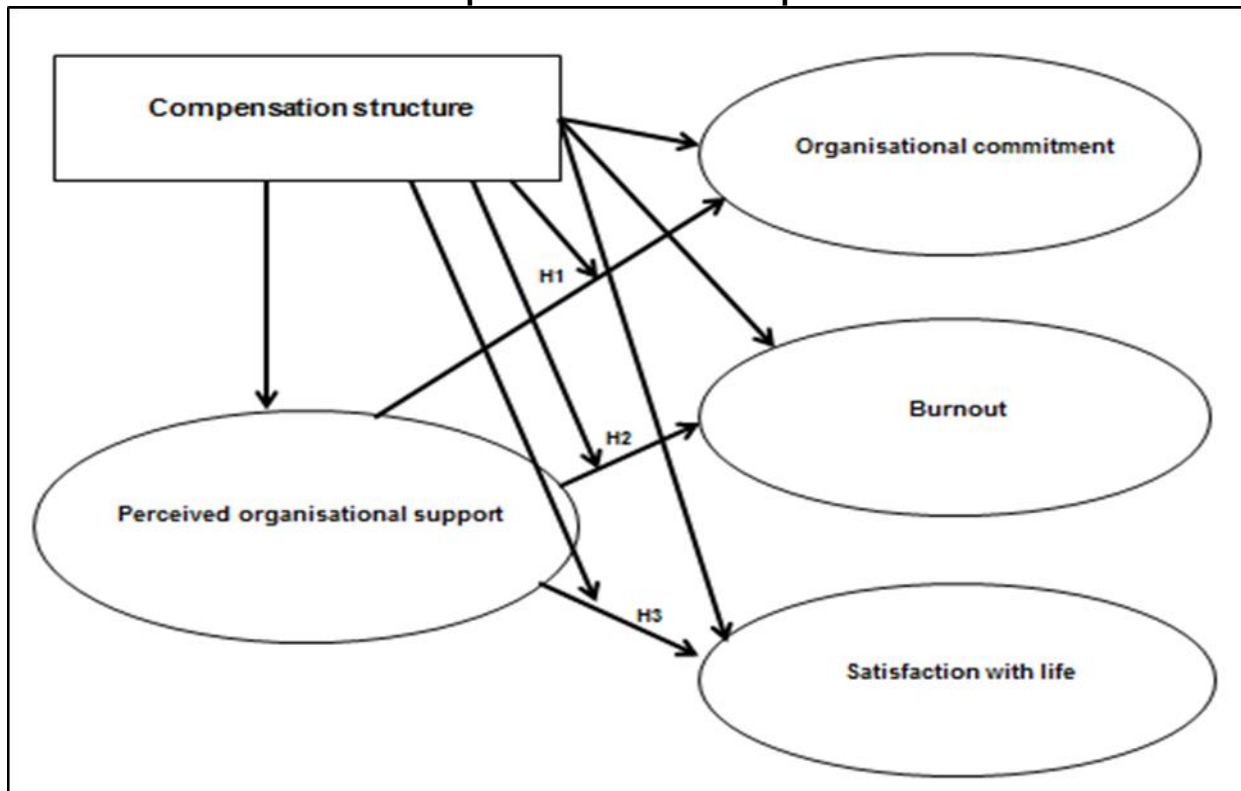 Compensation structure
Organisational commitment
H1
Burnout
H2
Perceived organisational support
H3
Satisfaction with life